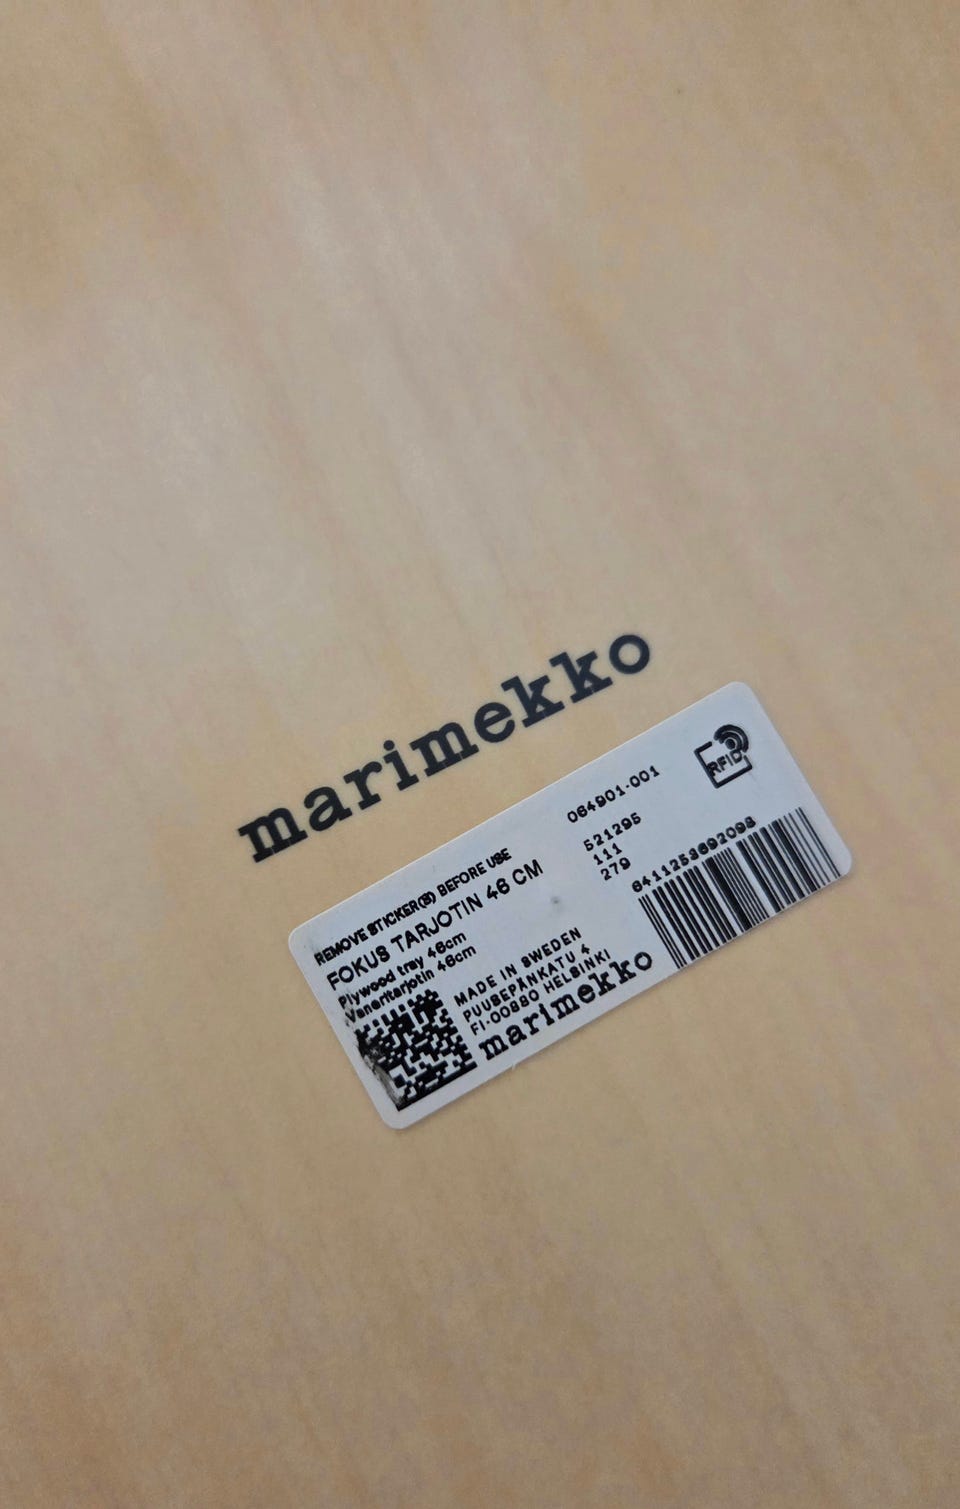 marimekko
REMOVE STICKER(S) BEFORE USE
FOKUS TARJOTIN 46 CM
Plywood tray 46cm
Vaneritarjotin 46cm
MADE IN SWEDEN
PUUSEPÄNKATU 4
FI-00880 HELSINKI
marimekko
064901-001
521295
111
279
6411253692098
RFID